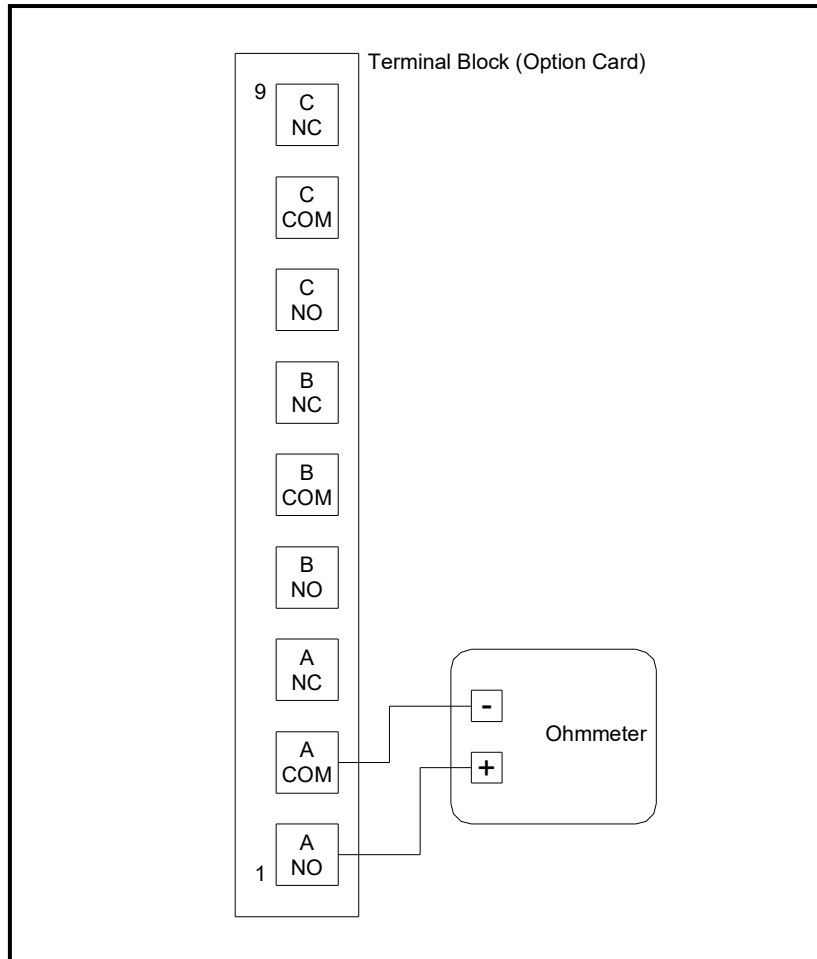 Terminal Block (Option Card)
9
C
NC
C
COM
C
NO
B
NC
B
COM
B
NO
A
NC
-
Ohmmeter
A
COM
+
A
NO
1